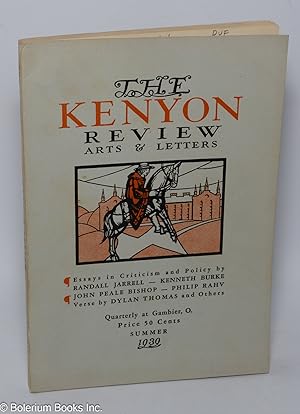 DUF
THE
KENYON
REVIEW
ARTS & LETTERS
¶ Essays in Criticism and Policy by
RANDALL JARRELL — KENNETH BURKE
JOHN PEALE BISHOP — PHILIP RAHV
¶ Verse by DYLAN THOMAS and Others
Quarterly at Gambier, O.
Price 50 Cents
SUMMER
1939
© Bolerium Books Inc.